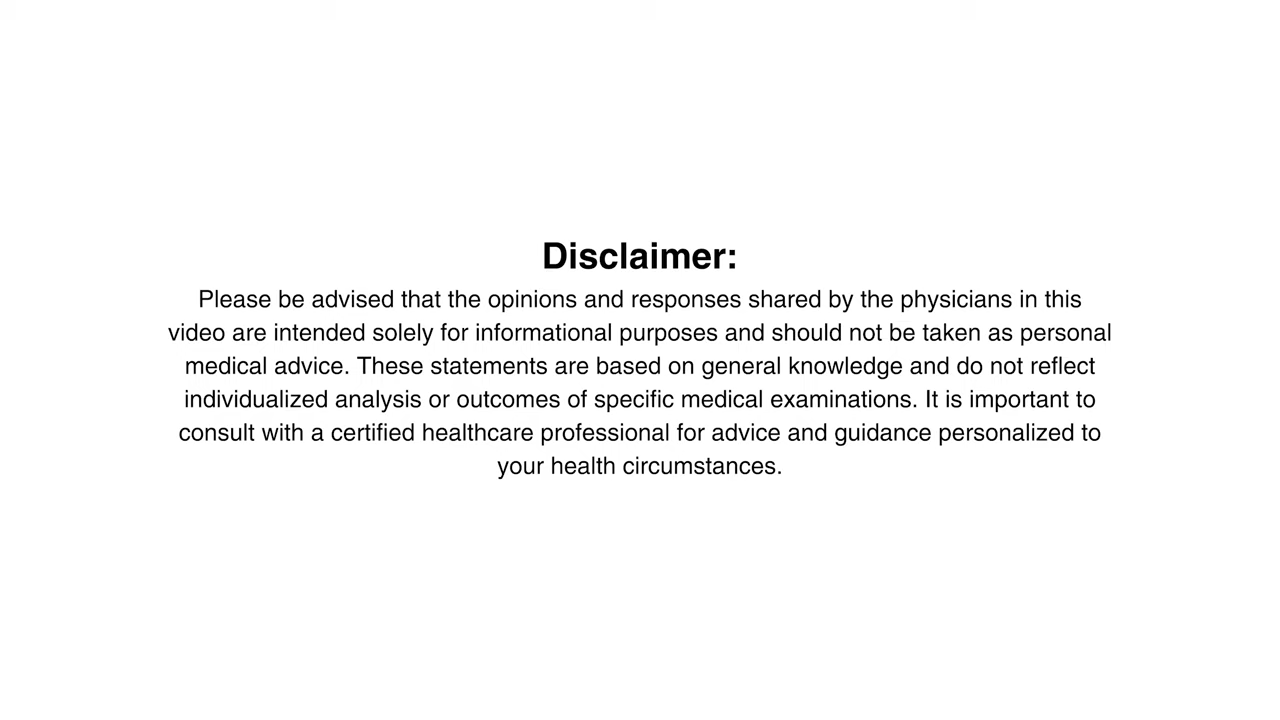 Disclaimer:
Please be advised that the opinions and responses shared by the physicians in this
video are intended solely for informational purposes and should not be taken as personal
medical advice. These statements are based on general knowledge and do not reflect
individualized analysis or outcomes of specific medical examinations. It is important to
consult with a certified healthcare professional for advice and guidance personalized to
your health circumstances.